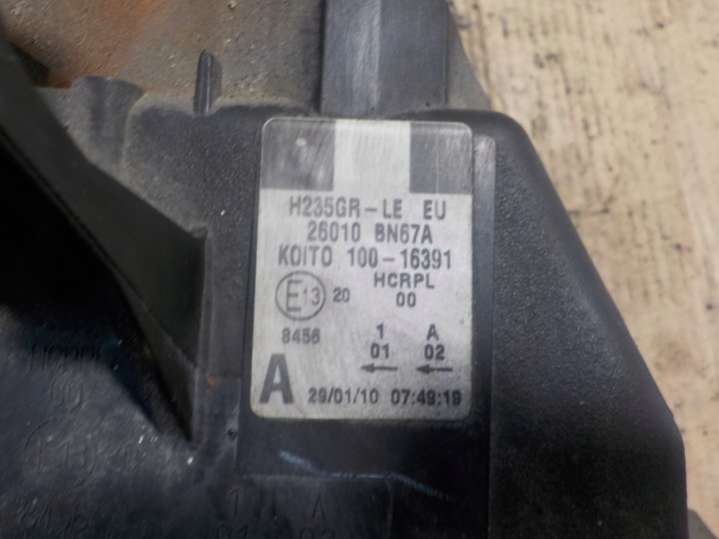 H235GR-LE EU
26010 BN67A
KOITO 100-16391
E13 20 HCRPL
00
8456 1 A
01 02
A 29/01/10 07:49:19